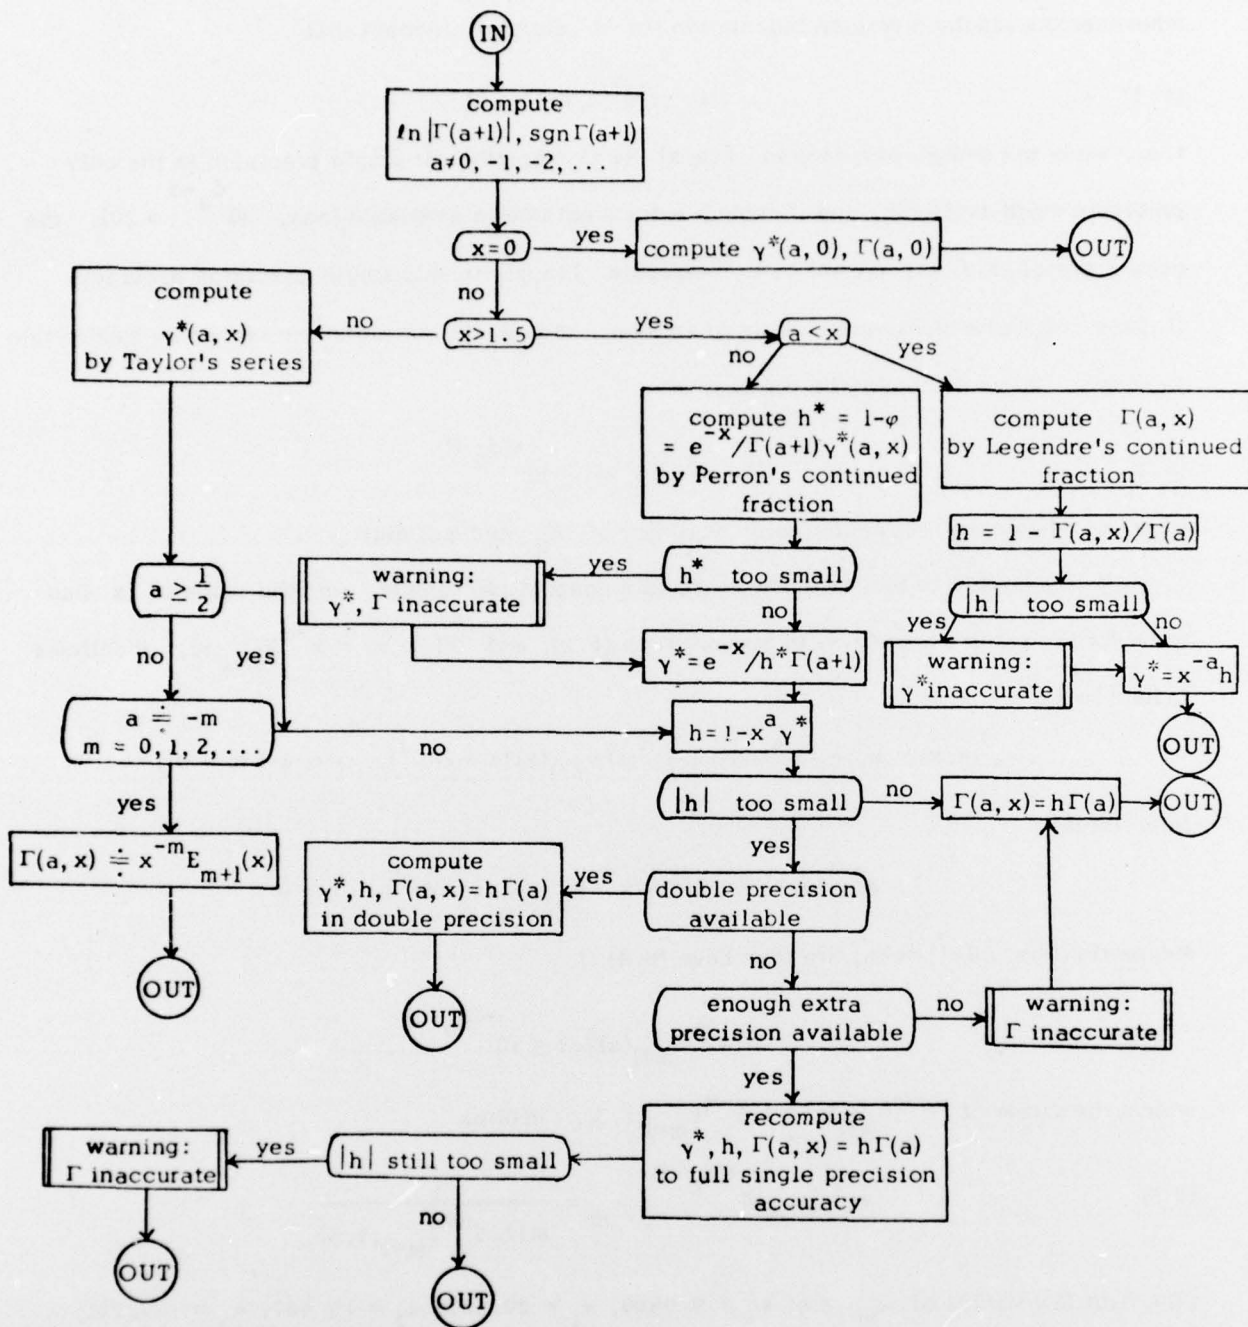 IN
compute
ℓn |Γ(a+1)|, sgn Γ(a+1)
a≠0, -1, -2, ...
x=0
yes
compute γ*(a, 0), Γ(a, 0)
OUT
no
compute
γ*(a, x)
by Taylor's series
no
x>1.5
yes
a<x
no
yes
compute h* = 1-φ
= e^-x/Γ(a+1)γ*(a, x)
by Perron's continued
fraction
compute Γ(a, x)
by Legendre's continued
fraction
h = 1 - Γ(a, x)/Γ(a)
a ≥ 1/2
warning:
γ*, Γ inaccurate
yes
h* too small
|h| too small
no
yes
no
yes
no
γ*=e^-x/h*Γ(a+1)
warning:
γ* inaccurate
γ*=x^-a h
a ≐ -m
m = 0, 1, 2, ...
no
h=1-x^a γ*
OUT
yes
|h| too small
no
Γ(a, x)=hΓ(a)
OUT
Γ(a, x) ≑ x^-m E_m+1(x)
yes
compute
γ*, h, Γ(a, x)=hΓ(a)
in double precision
yes
double precision
available
OUT
no
OUT
enough extra
precision available
no
warning:
Γ inaccurate
yes
warning:
Γ inaccurate
yes
|h| still too small
recompute
γ*, h, Γ(a, x) = hΓ(a)
to full single precision
accuracy
no
OUT
OUT